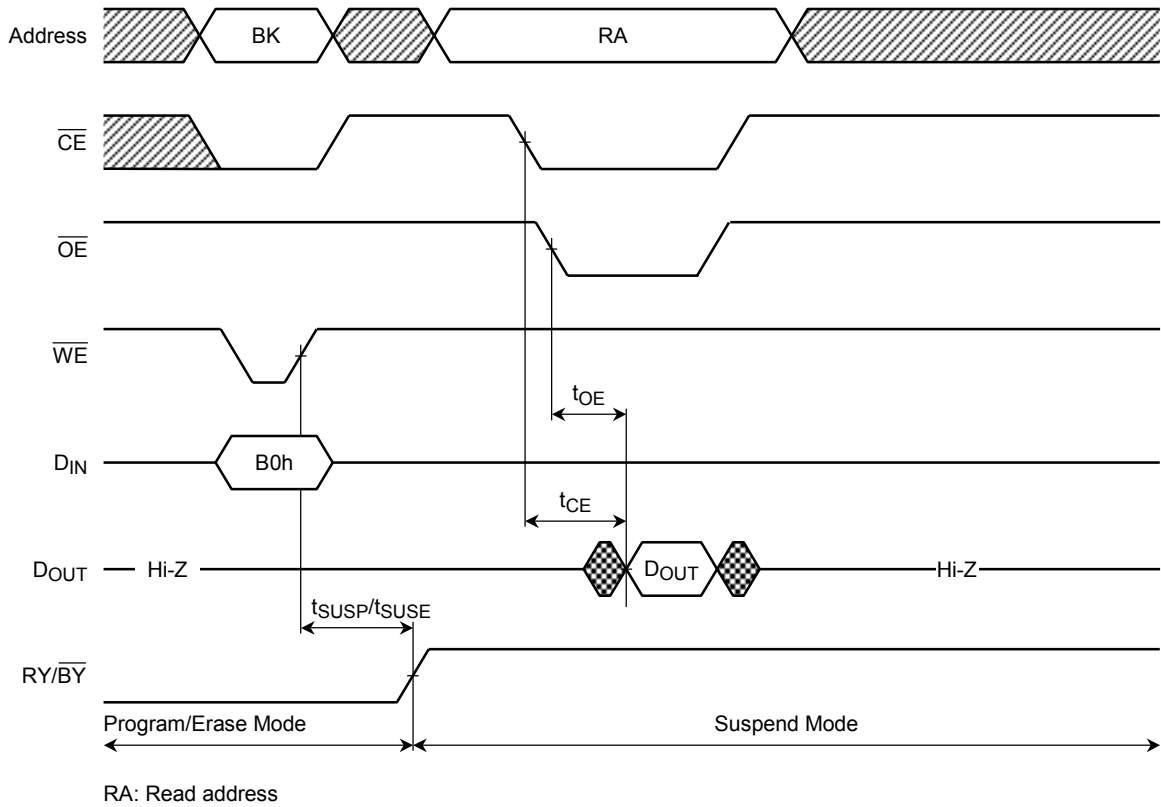 Address BK RA
CE
OE
WE
tOE
DIN B0h
tCE
DOUT Hi-Z DOUT Hi-Z
tSUSP/tSUSE
RY/BY
Program/Erase Mode Suspend Mode
RA: Read address